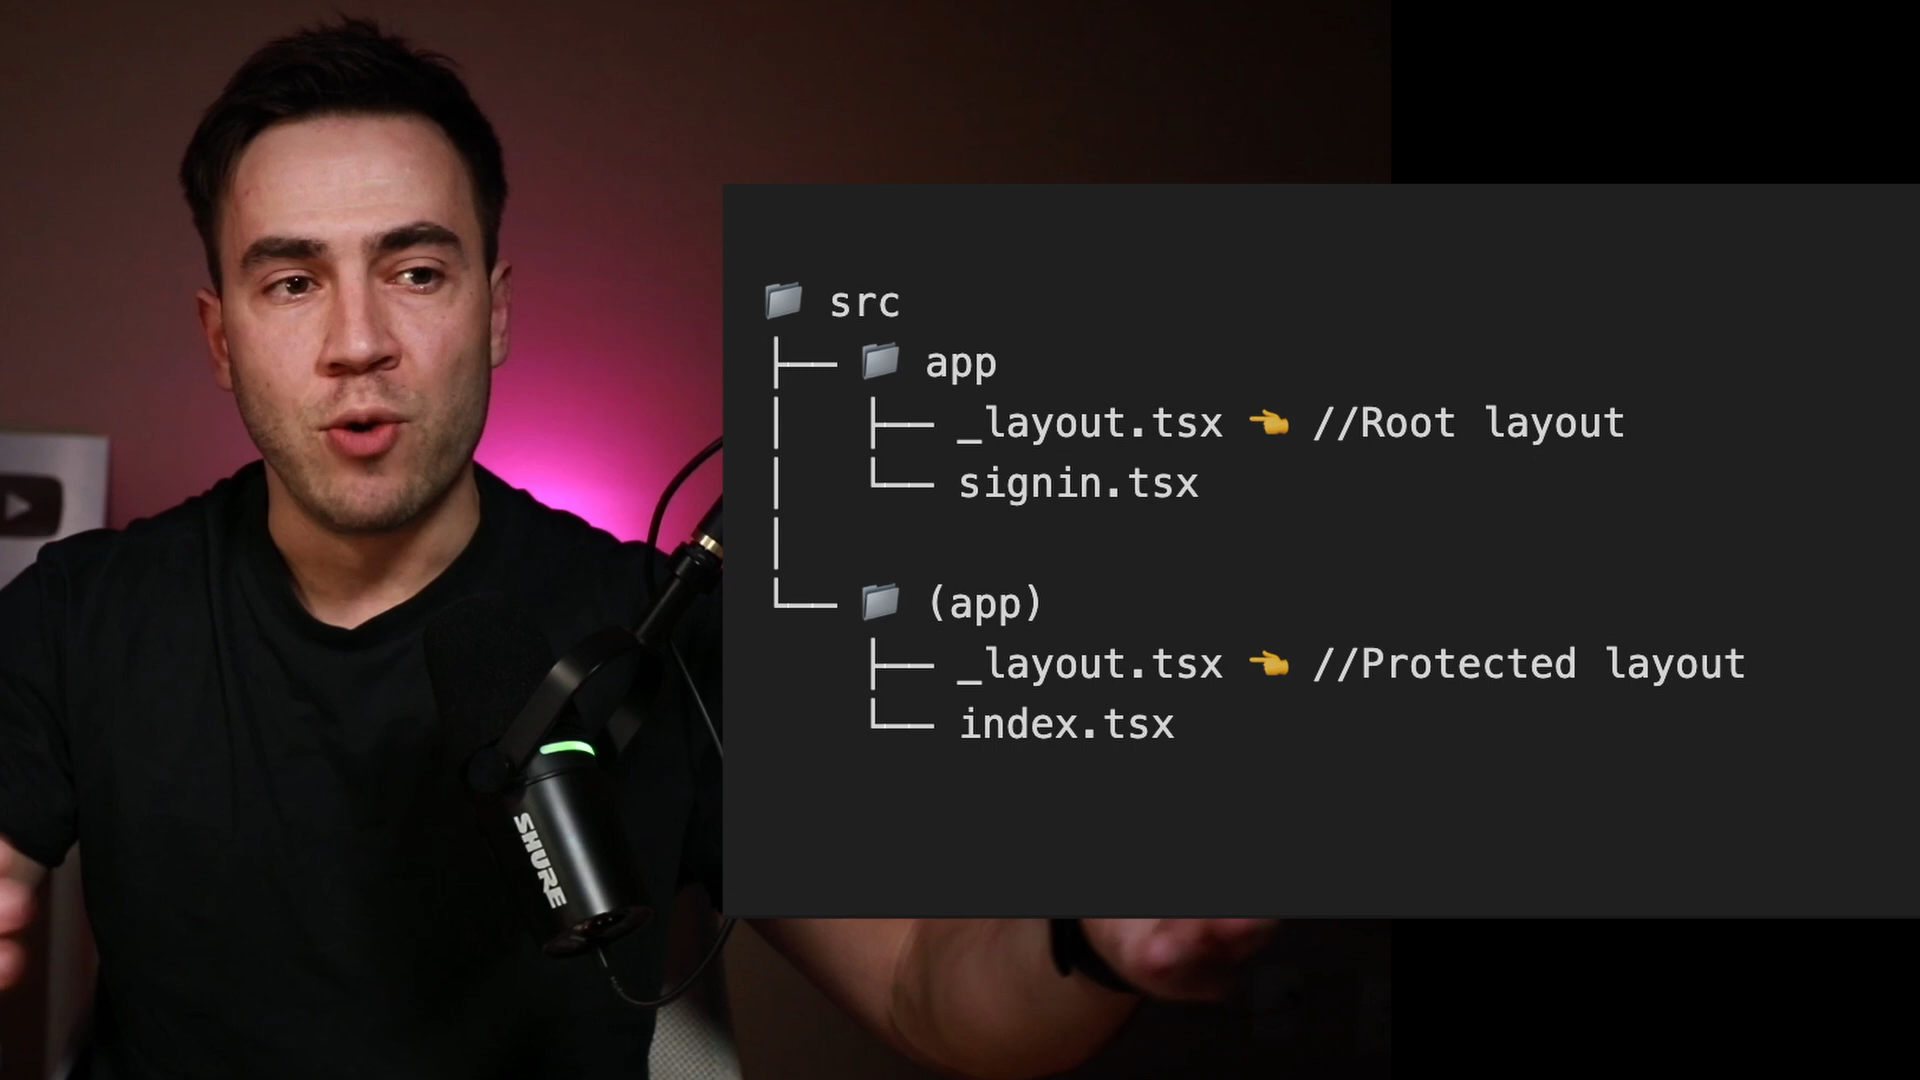 src
├── app
│   ├── _layout.tsx 👈 //Root layout
│   └── signin.tsx
│
└── (app)
    ├── _layout.tsx 👈 //Protected layout
    └── index.tsx
SHURE